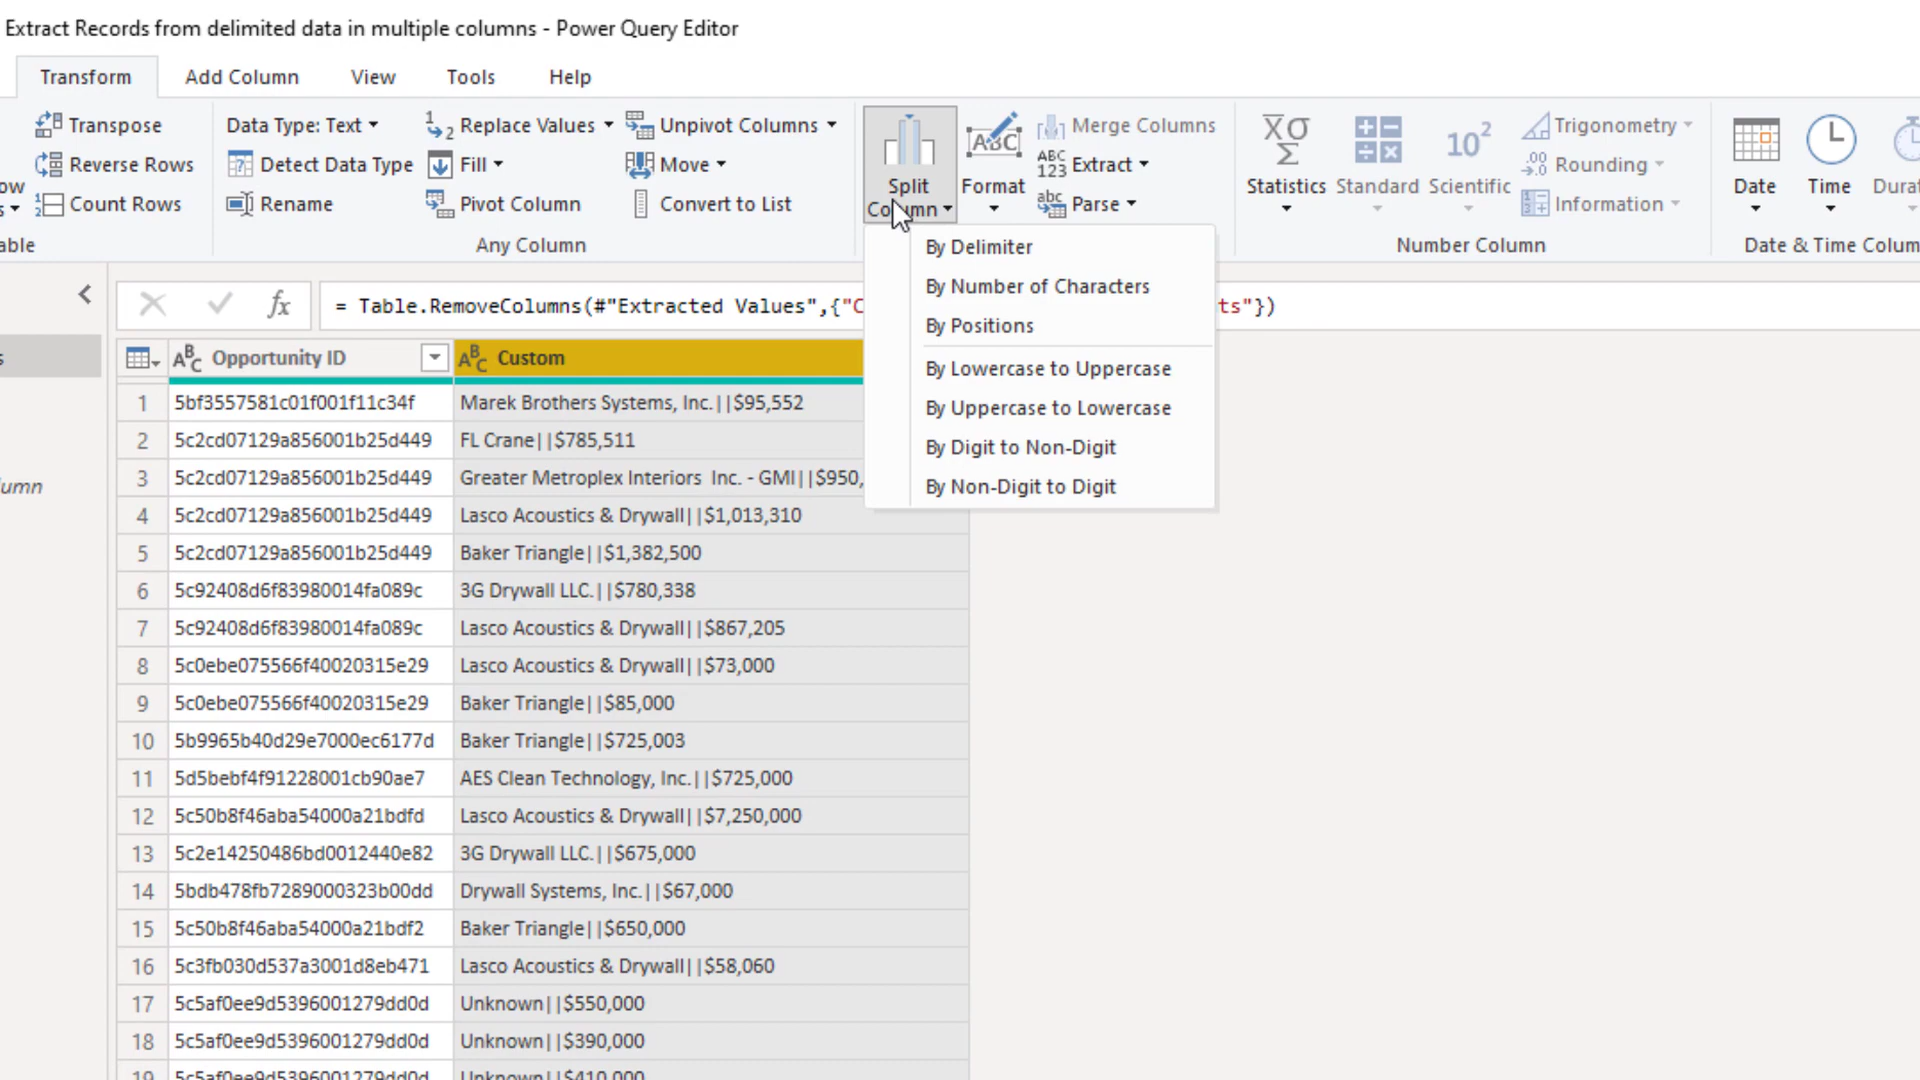 Extract Records from delimited data in multiple columns - Power Query Editor
Transform Add Column View Tools Help
Transpose
Reverse Rows
Count Rows
Data Type: Text
Detect Data Type
Rename
Replace Values
Fill
Pivot Column
Unpivot Columns
Move
Convert to List
Any Column
Split Column
Format
Merge Columns
Extract
Parse
Statistics
Standard
Scientific
Trigonometry
Rounding
Information
Number Column
Date
Time
Date & Time
By Delimiter
By Number of Characters
By Positions
By Lowercase to Uppercase
By Uppercase to Lowercase
By Digit to Non-Digit
By Non-Digit to Digit
= Table.RemoveColumns(#"Extracted Values",{"C ts"})
Opportunity ID Custom
1 5bf3557581c01f001f11c34f Marek Brothers Systems, Inc.||$95,552
2 5c2cd07129a856001b25d449 FL Crane||$785,511
3 5c2cd07129a856001b25d449 Greater Metroplex Interiors  Inc. - GMI||$950,
4 5c2cd07129a856001b25d449 Lasco Acoustics & Drywall||$1,013,310
5 5c2cd07129a856001b25d449 Baker Triangle||$1,382,500
6 5c92408d6f83980014fa089c 3G Drywall LLC.||$780,338
7 5c92408d6f83980014fa089c Lasco Acoustics & Drywall||$867,205
8 5c0ebe075566f40020315e29 Lasco Acoustics & Drywall||$73,000
9 5c0ebe075566f40020315e29 Baker Triangle||$85,000
10 5b9965b40d29e7000ec6177d Baker Triangle||$725,003
11 5d5bebf4f91228001cb90ae7 AES Clean Technology, Inc.||$725,000
12 5c50b8f46aba54000a21bdfd Lasco Acoustics & Drywall||$7,250,000
13 5c2e14250486bd0012440e82 3G Drywall LLC.||$675,000
14 5bdb478fb7289000323b00dd Drywall Systems, Inc.||$67,000
15 5c50b8f46aba54000a21bdf2 Baker Triangle||$650,000
16 5c3fb030d537a3001d8eb471 Lasco Acoustics & Drywall||$58,060
17 5c5af0ee9d5396001279dd0d Unknown||$550,000
18 5c5af0ee9d5396001279dd0d Unknown||$390,000
19 5c5af0ee9d5396001279dd0d Unknown||$410,000